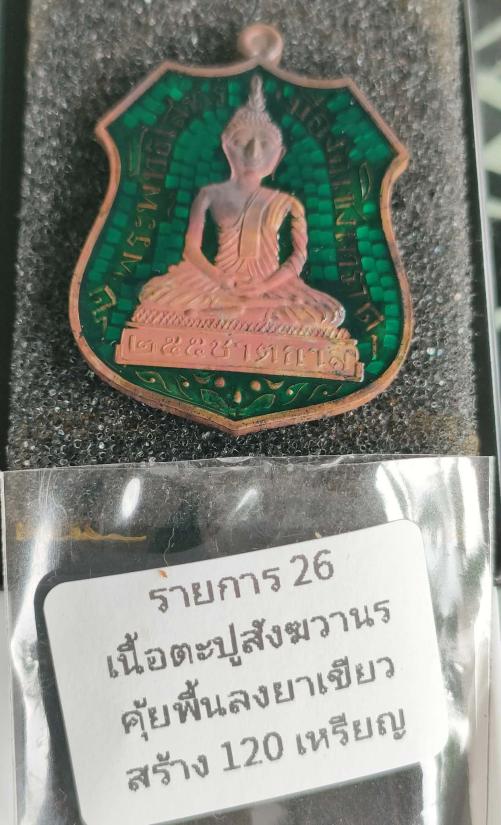 ๒๕๕ชาตกาล
รายการ 26
เนื้อตะปูสังฆวานร
คุ้ยพื้นลงยาเขียว
สร้าง 120 เหรียญ